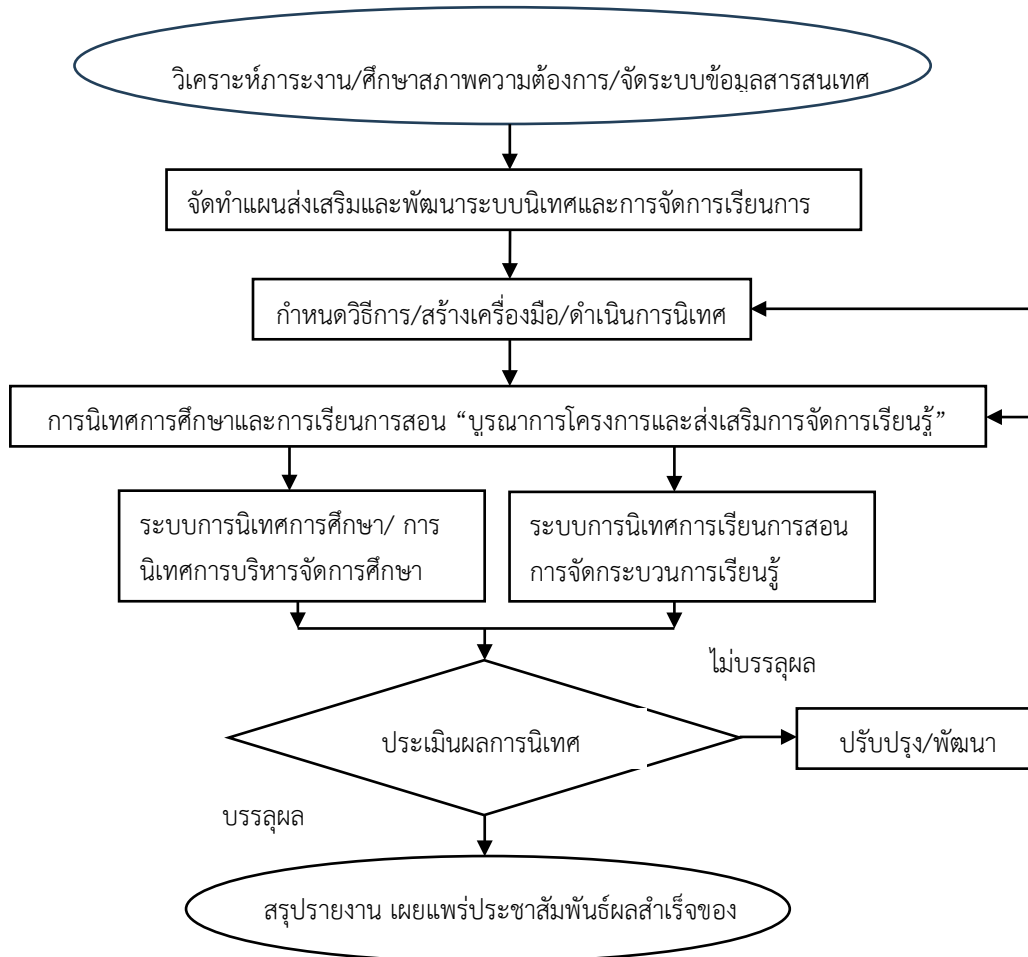 วิเคราะห์ภาระงาน/ศึกษาสภาพความต้องการ/จัดระบบข้อมูลสารสนเทศ
จัดทำแผนส่งเสริมและพัฒนาระบบนิเทศและการจัดการเรียนการ
กำหนดวิธีการ/สร้างเครื่องมือ/ดำเนินการนิเทศ
การนิเทศการศึกษาและการเรียนการสอน “บูรณาการโครงการและส่งเสริมการจัดการเรียนรู้”
ระบบการนิเทศการศึกษา/ การ
นิเทศการบริหารจัดการศึกษา
ระบบการนิเทศการเรียนการสอน
การจัดกระบวนการเรียนรู้
ไม่บรรลุผล
ประเมินผลการนิเทศ
ปรับปรุง/พัฒนา
บรรลุผล
สรุปรายงาน เผยแพร่ประชาสัมพันธ์ผลสำเร็จของ